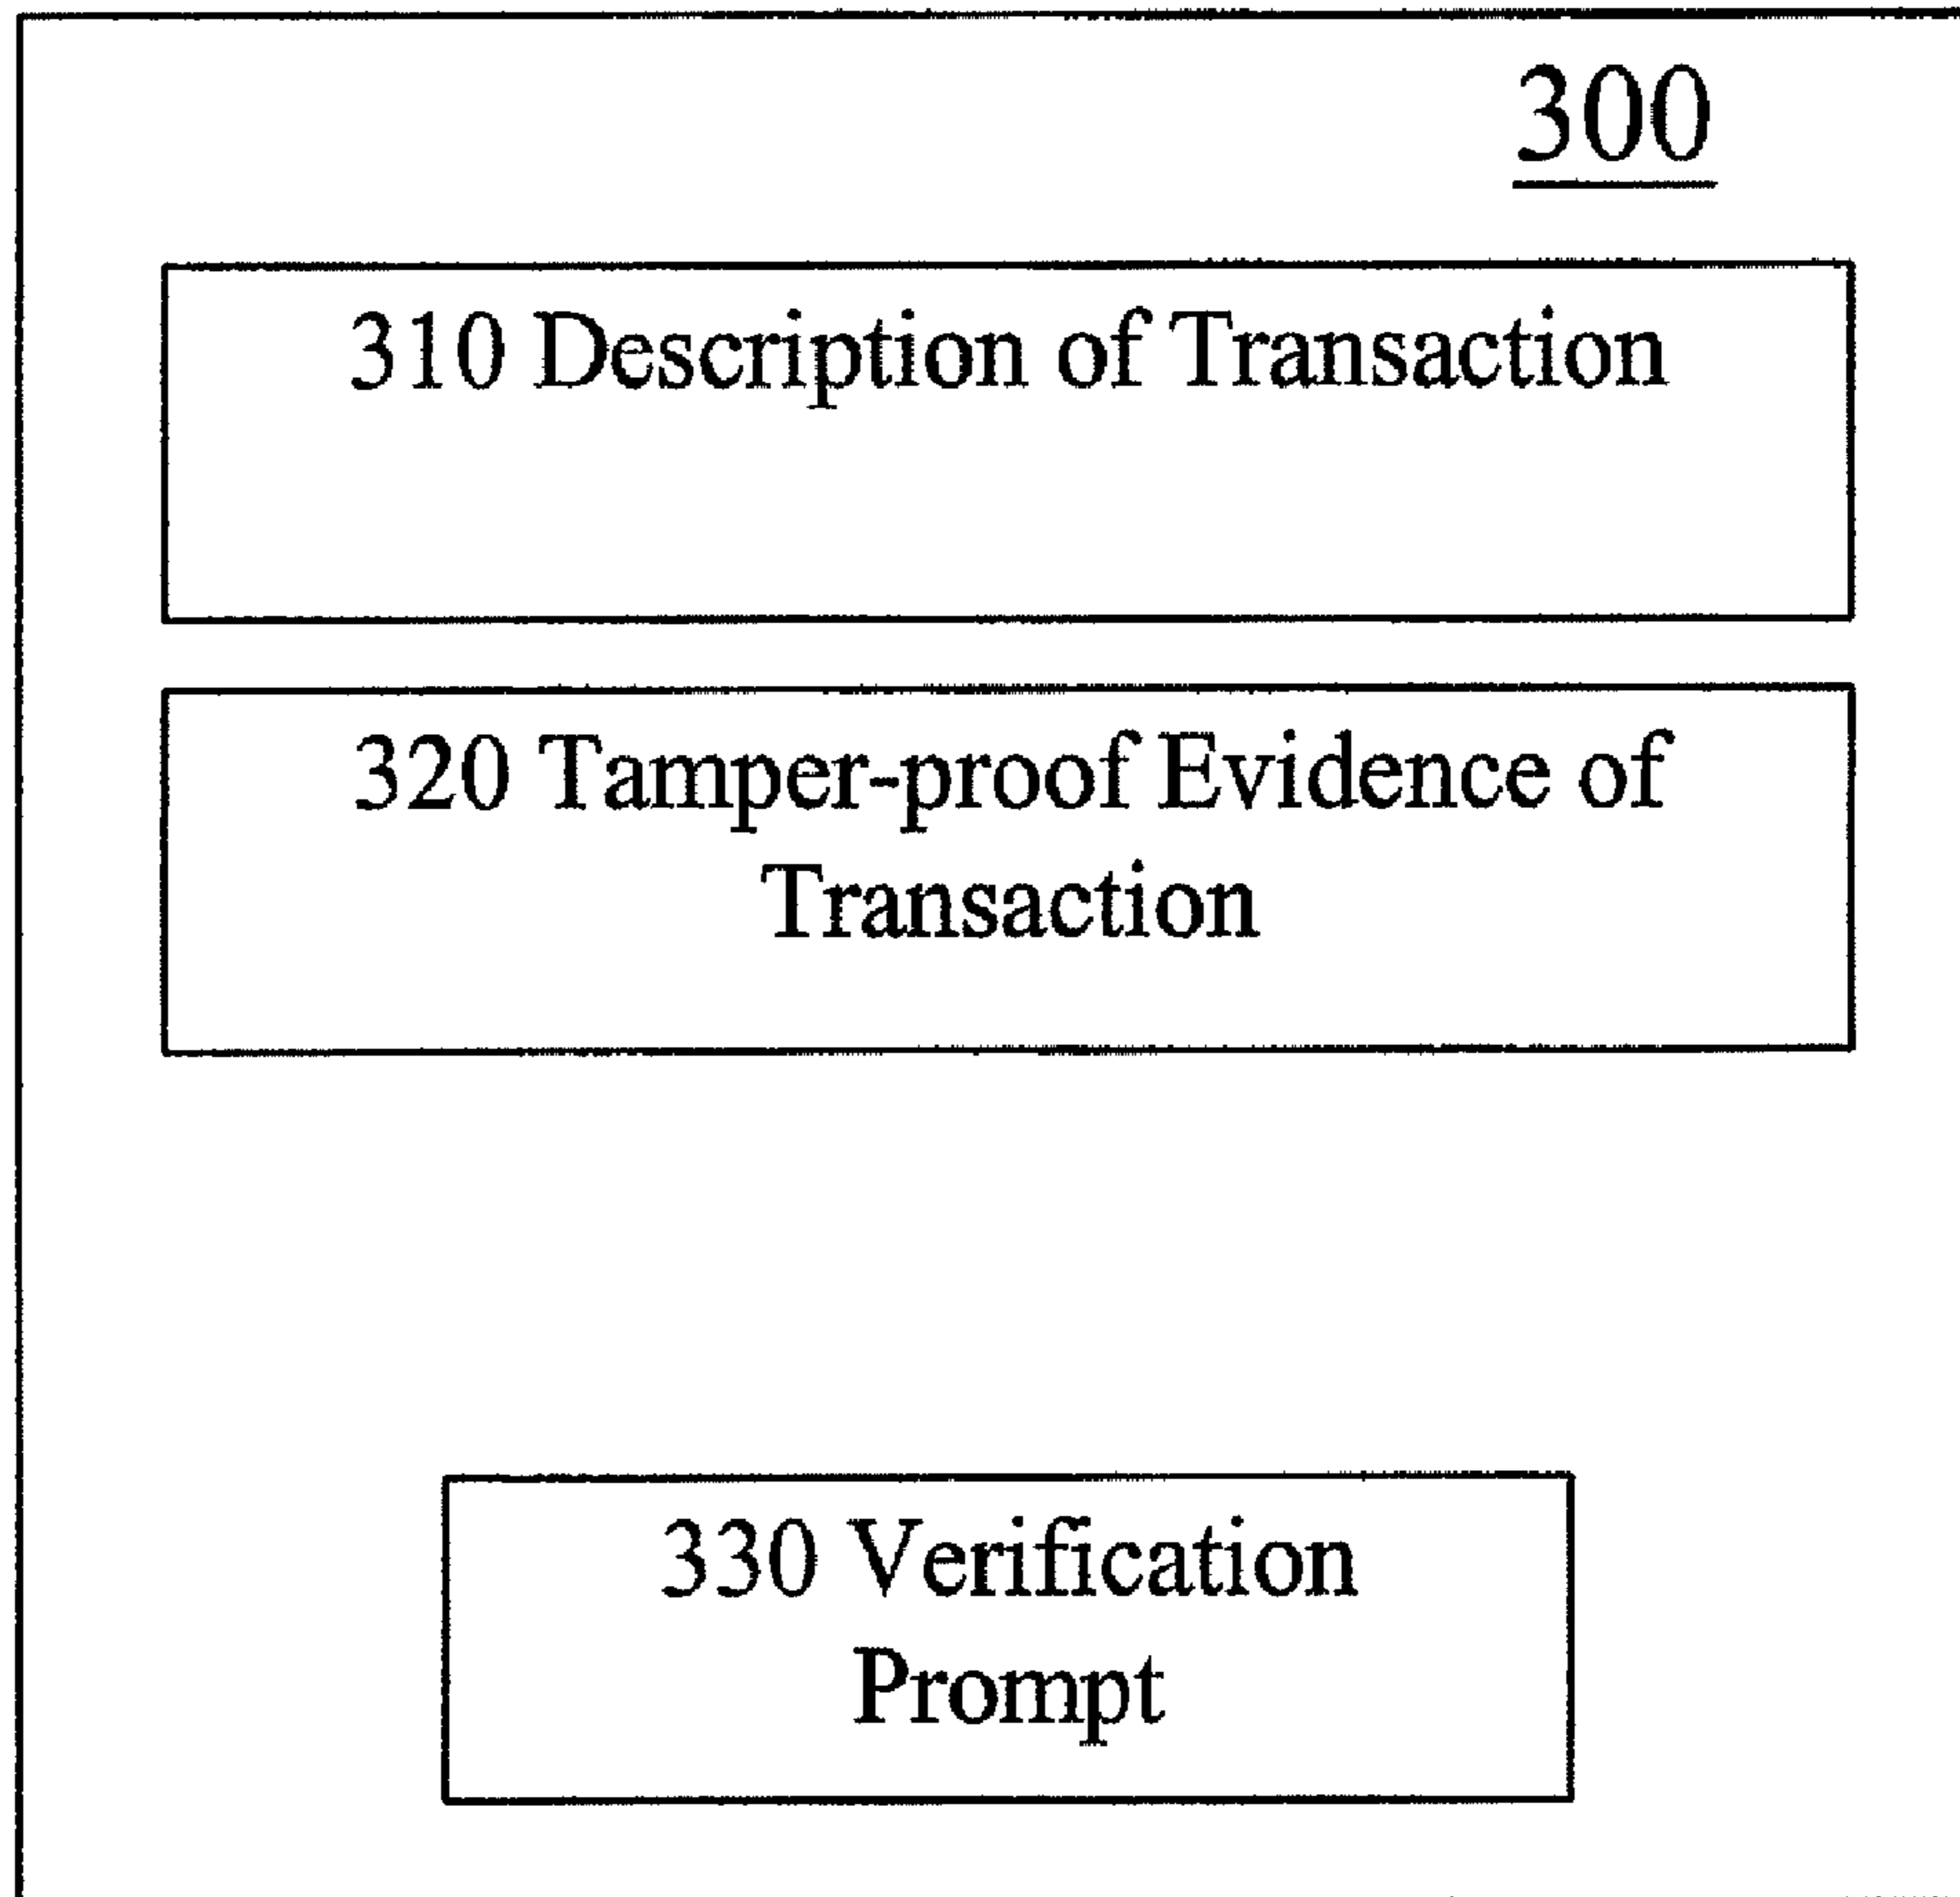 300
310 Description of Transaction
320 Tamper-proof Evidence of
Transaction
330 Verification
Prompt